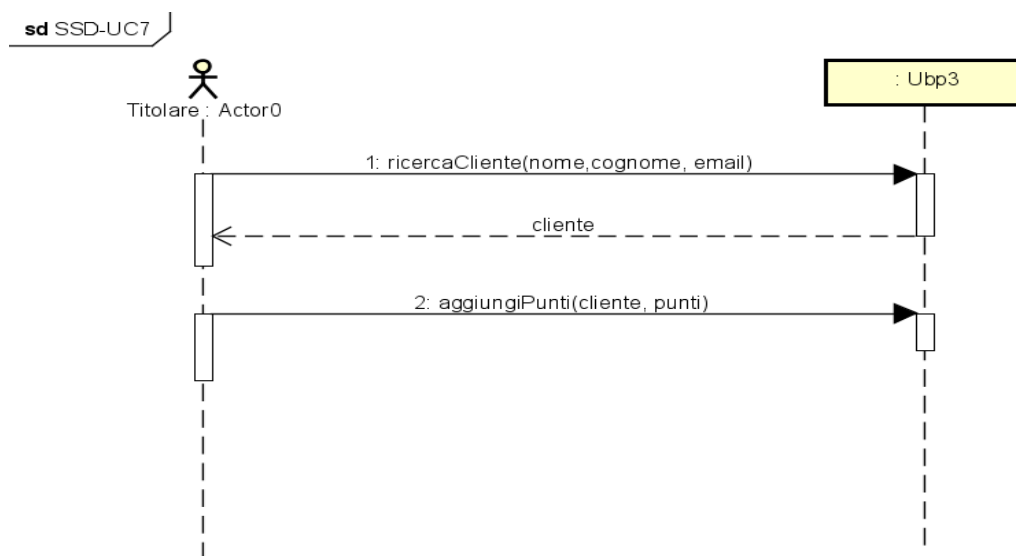 sd SSD-UC7
Titolare : Actor0
: Ubp3
1: ricercaCliente(nome,cognome, email)
cliente
2: aggiungiPunti(cliente, punti)